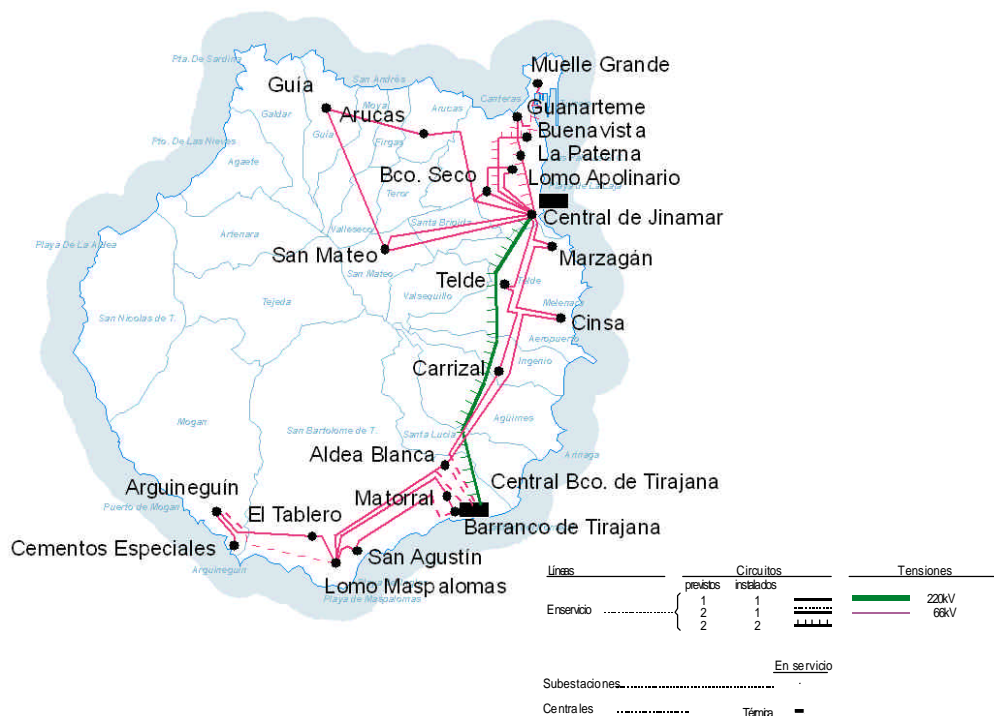 Pta. De Sardina
Muelle Grande
San Andrés
Guía
Canteras
Guanarteme
Moya
Arucas
Arucas
Galdar
Buenavista
Guía
Firgas
Pto. De Las Nieves
La Paterna
Agaete
Bco. Seco
Lomo Apolinario
Playa De La Laja
Teror
Central de Jinamar
Santa Brigida
Valleseco
Artenara
Playa De La Aldea
San Mateo
Marzagán
San Mateo
Telde
Telde
Valsequillo
Tejeda
Melenara
San Nicolas de T.
Cinsa
Aeropuerto
Ingenio
Carrizal
Mogan
Agüimes
San Bartolome de T.
Santa Lucia
Aldea Blanca
Arinaga
Central Bco. de Tirajana
Arguineguín
Matorral
Puerto de Mogan
El Tablero
Barranco de Tirajana
Cementos Especiales
San Agustín
Arguineguin
Lomo Maspalomas
Playa de Maspalomas
Líneas Circuitos Tensiones
previstos instalados
1 1 220kV
En servicio 2 1 66kV
2 2
En servicio
Subestaciones
Centrales Térmica